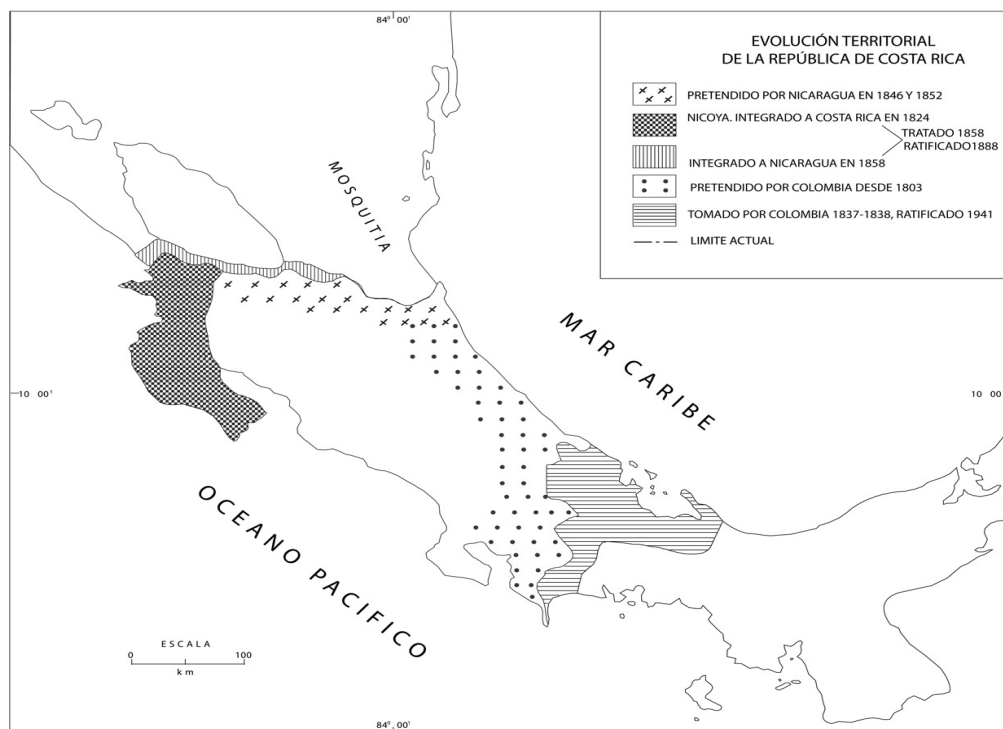 84⁰, 00'
EVOLUCIÓN TERRITORIAL
DE LA REPÚBLICA DE COSTA RICA
PRETENDIDO POR NICARAGUA EN 1846 Y 1852
NICOYA. INTEGRADO A COSTA RICA EN 1824
TRATADO 1858
RATIFICADO1888
INTEGRADO A NICARAGUA EN 1858
PRETENDIDO POR COLOMBIA DESDE 1803
TOMADO POR COLOMBIA 1837-1838, RATIFICADO 1941
LIMITE ACTUAL
MOSQUITIA
MAR CARIBE
10 00'
10 00'
OCEANO PACIFICO
ESCALA
0 100
km
84⁰, 00'